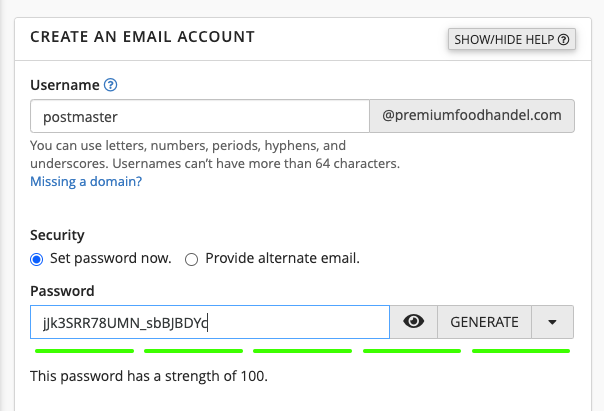 CREATE AN EMAIL ACCOUNT
SHOW/HIDE HELP
Username
postmaster
@premiumfoodhandel.com
You can use letters, numbers, periods, hyphens, and
underscores. Usernames can’t have more than 64 characters.
Missing a domain?
Security
Set password now.
Provide alternate email.
Password
jJk3SRR78UMN_sbBJBDYc
GENERATE
This password has a strength of 100.